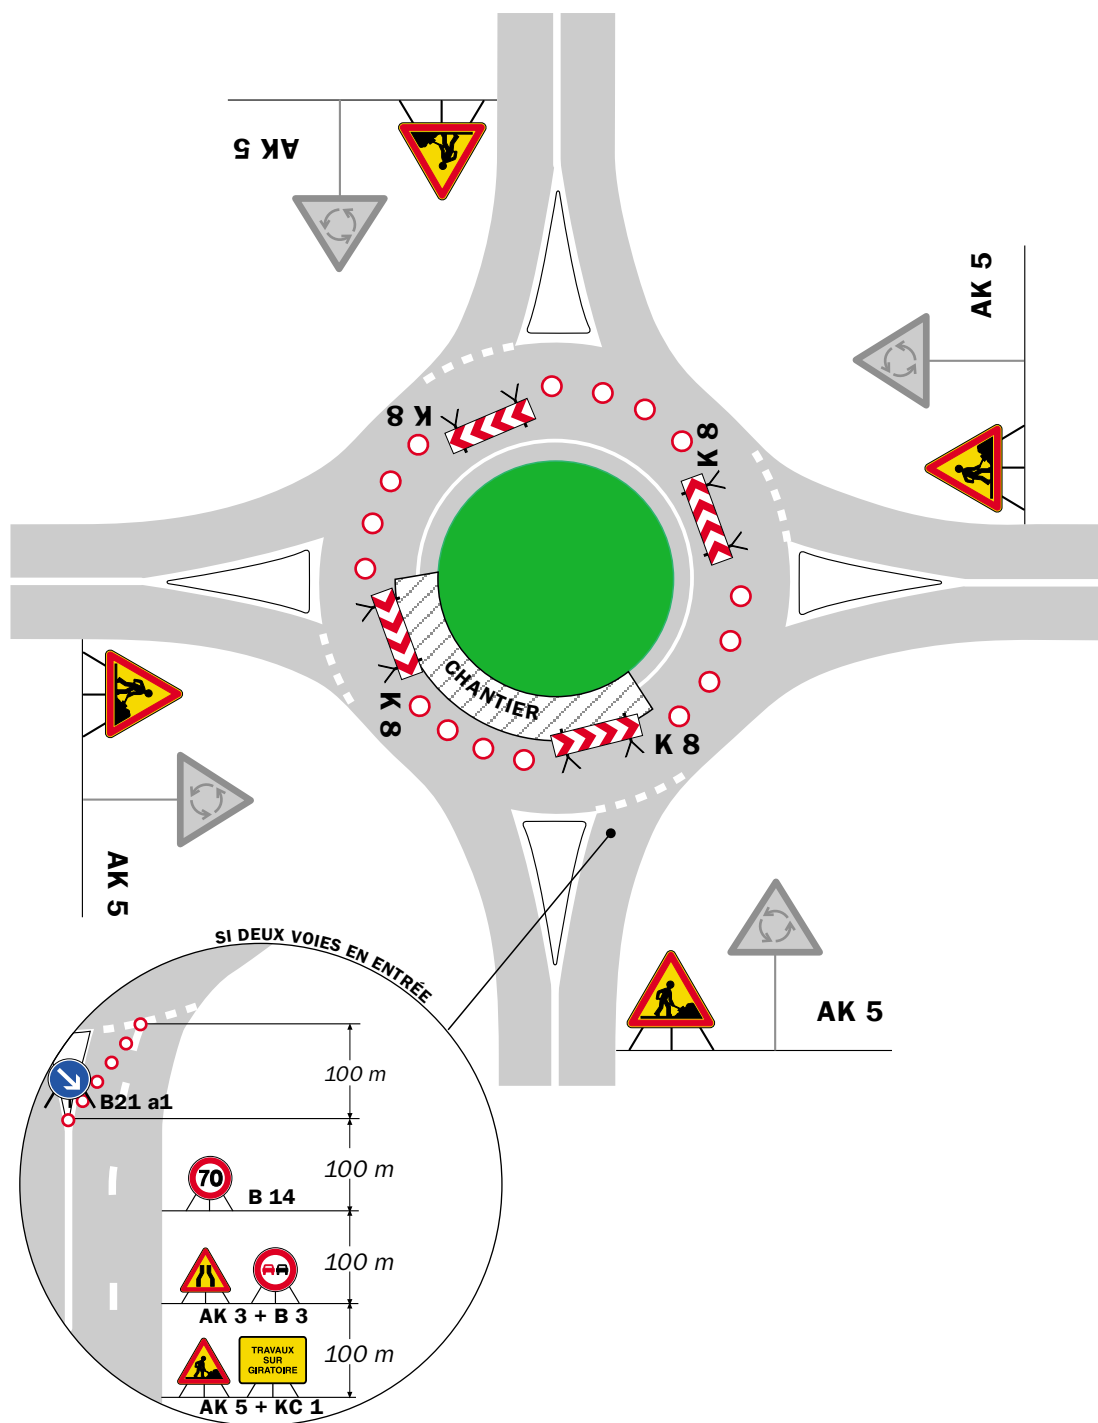 AK 5
AK 5
K 8
K 8
CHANTIER
K 8
K 8
AK 5
AK 5
SI DEUX VOIES EN ENTRÉE
100 m
B21 a1
100 m
70
B 14
100 m
AK 3 + B 3
TRAVAUX
SUR
GIRATOIRE
100 m
AK 5 + KC 1